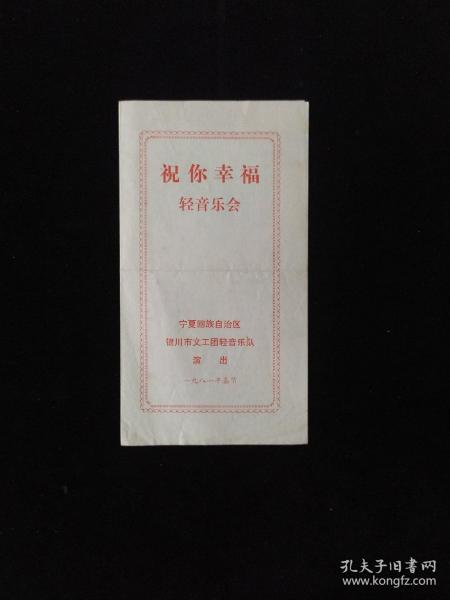 祝你幸福
轻音乐会
宁夏回族自治区
银川市文工团轻音乐队
演出
一九八一年春节
孔夫子旧书网
www.kongfz.com